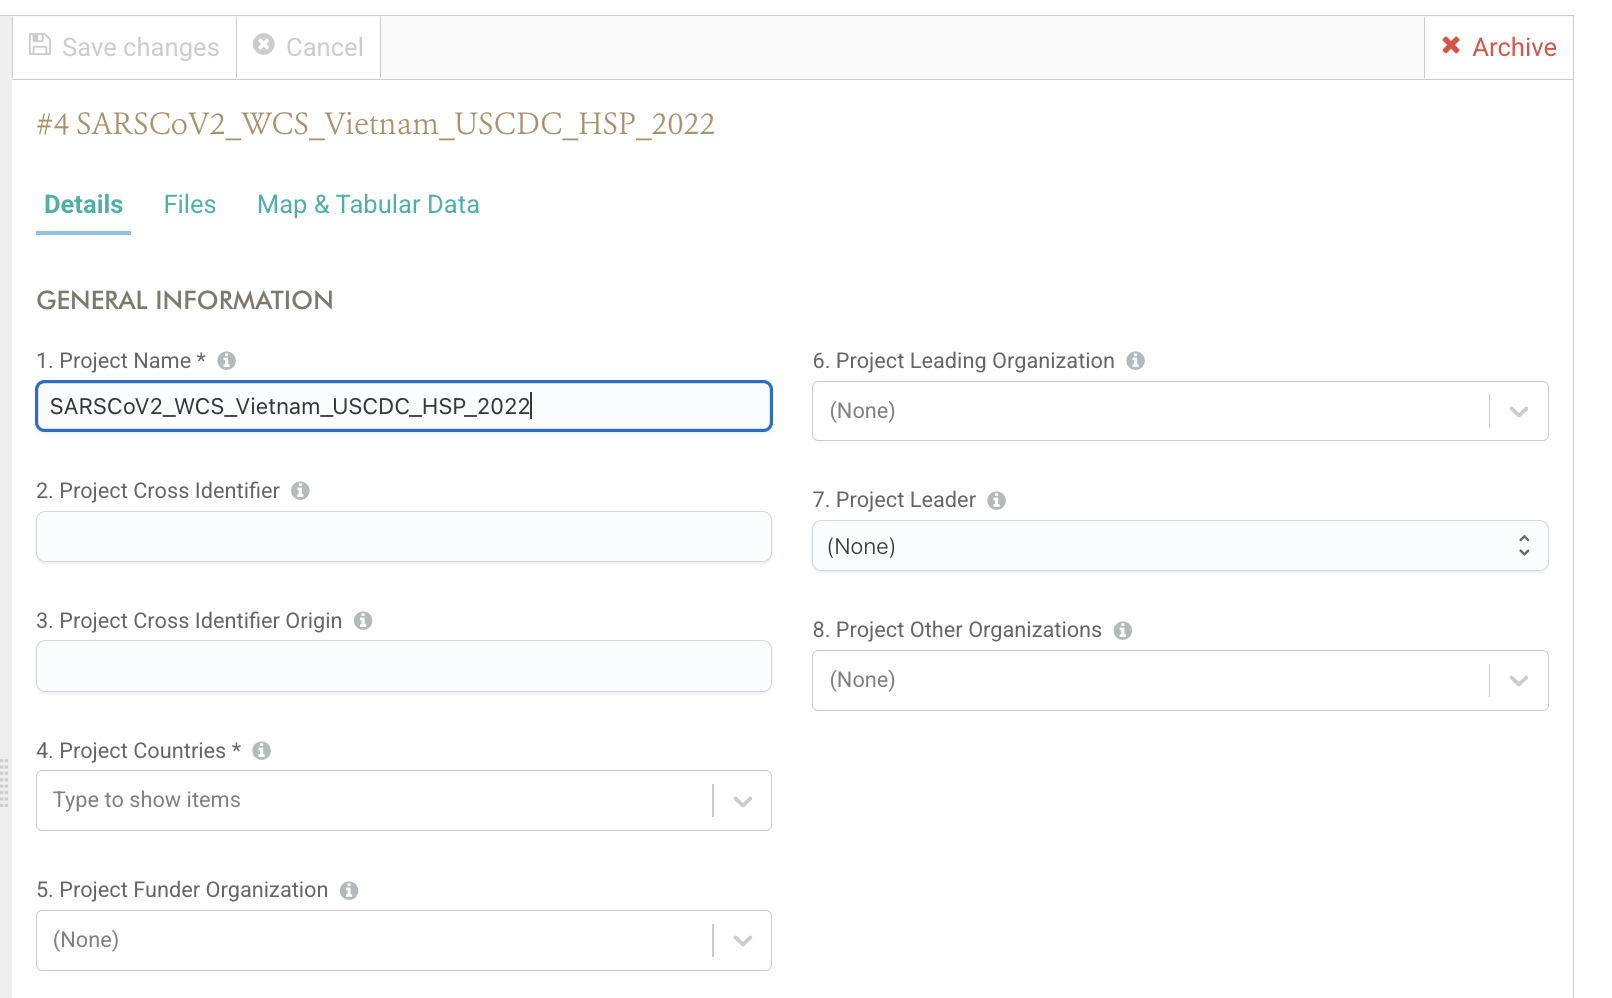 Save changes
Cancel
Archive
#4 SARSCoV2_WCS_Vietnam_USCDC_HSP_2022
Details
Files
Map & Tabular Data
GENERAL INFORMATION
1. Project Name *
SARSCoV2_WCS_Vietnam_USCDC_HSP_2022
2. Project Cross Identifier
3. Project Cross Identifier Origin
4. Project Countries *
Type to show items
5. Project Funder Organization
(None)
6. Project Leading Organization
(None)
7. Project Leader
(None)
8. Project Other Organizations
(None)